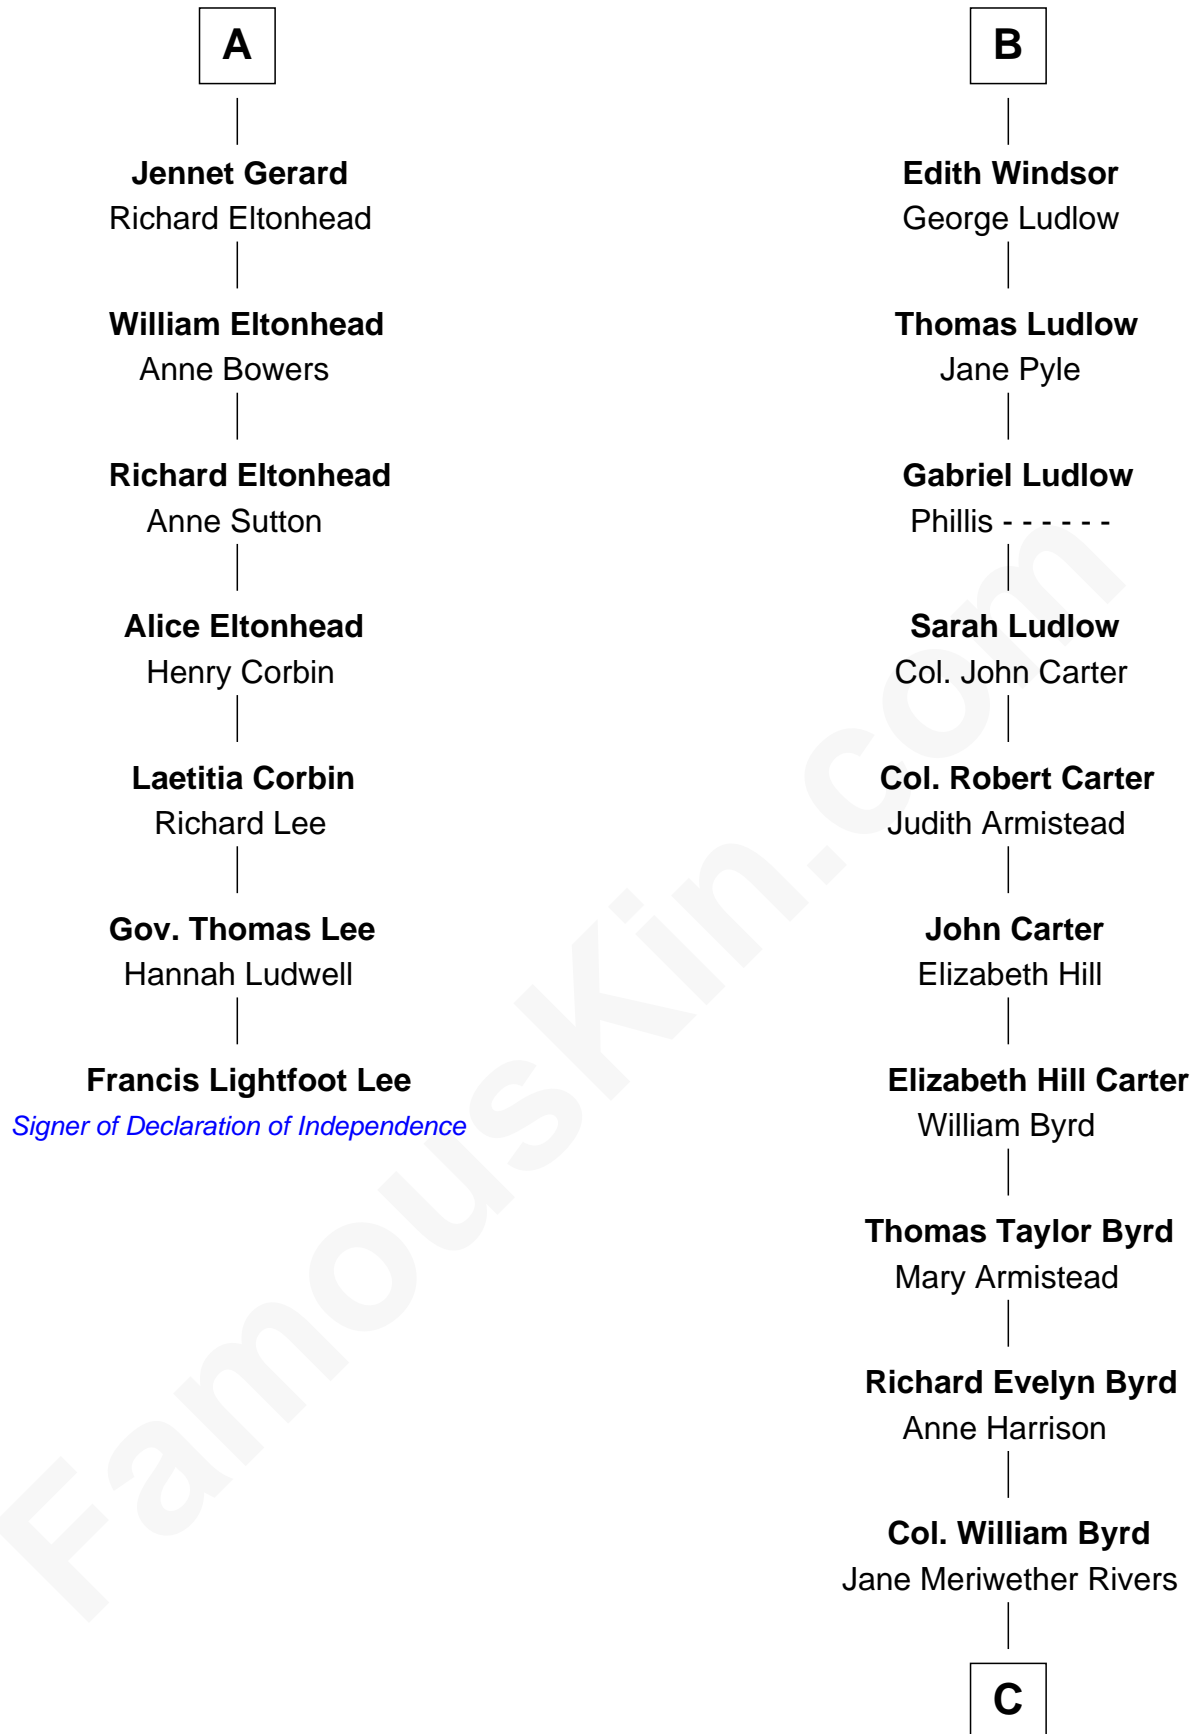 A
Jennet Gerard
Richard Eltonhead
William Eltonhead
Anne Bowers
Richard Eltonhead
Anne Sutton
Alice Eltonhead
Henry Corbin
Laetitia Corbin
Richard Lee
Gov. Thomas Lee
Hannah Ludwell
Francis Lightfoot Lee
Signer of Declaration of Independence
B
Edith Windsor
George Ludlow
Thomas Ludlow
Jane Pyle
Gabriel Ludlow
Phillis - - - - - -
Sarah Ludlow
Col. John Carter
Col. Robert Carter
Judith Armistead
John Carter
Elizabeth Hill
Elizabeth Hill Carter
William Byrd
Thomas Taylor Byrd
Mary Armistead
Richard Evelyn Byrd
Anne Harrison
Col. William Byrd
Jane Meriwether Rivers
C
FamousKin.com